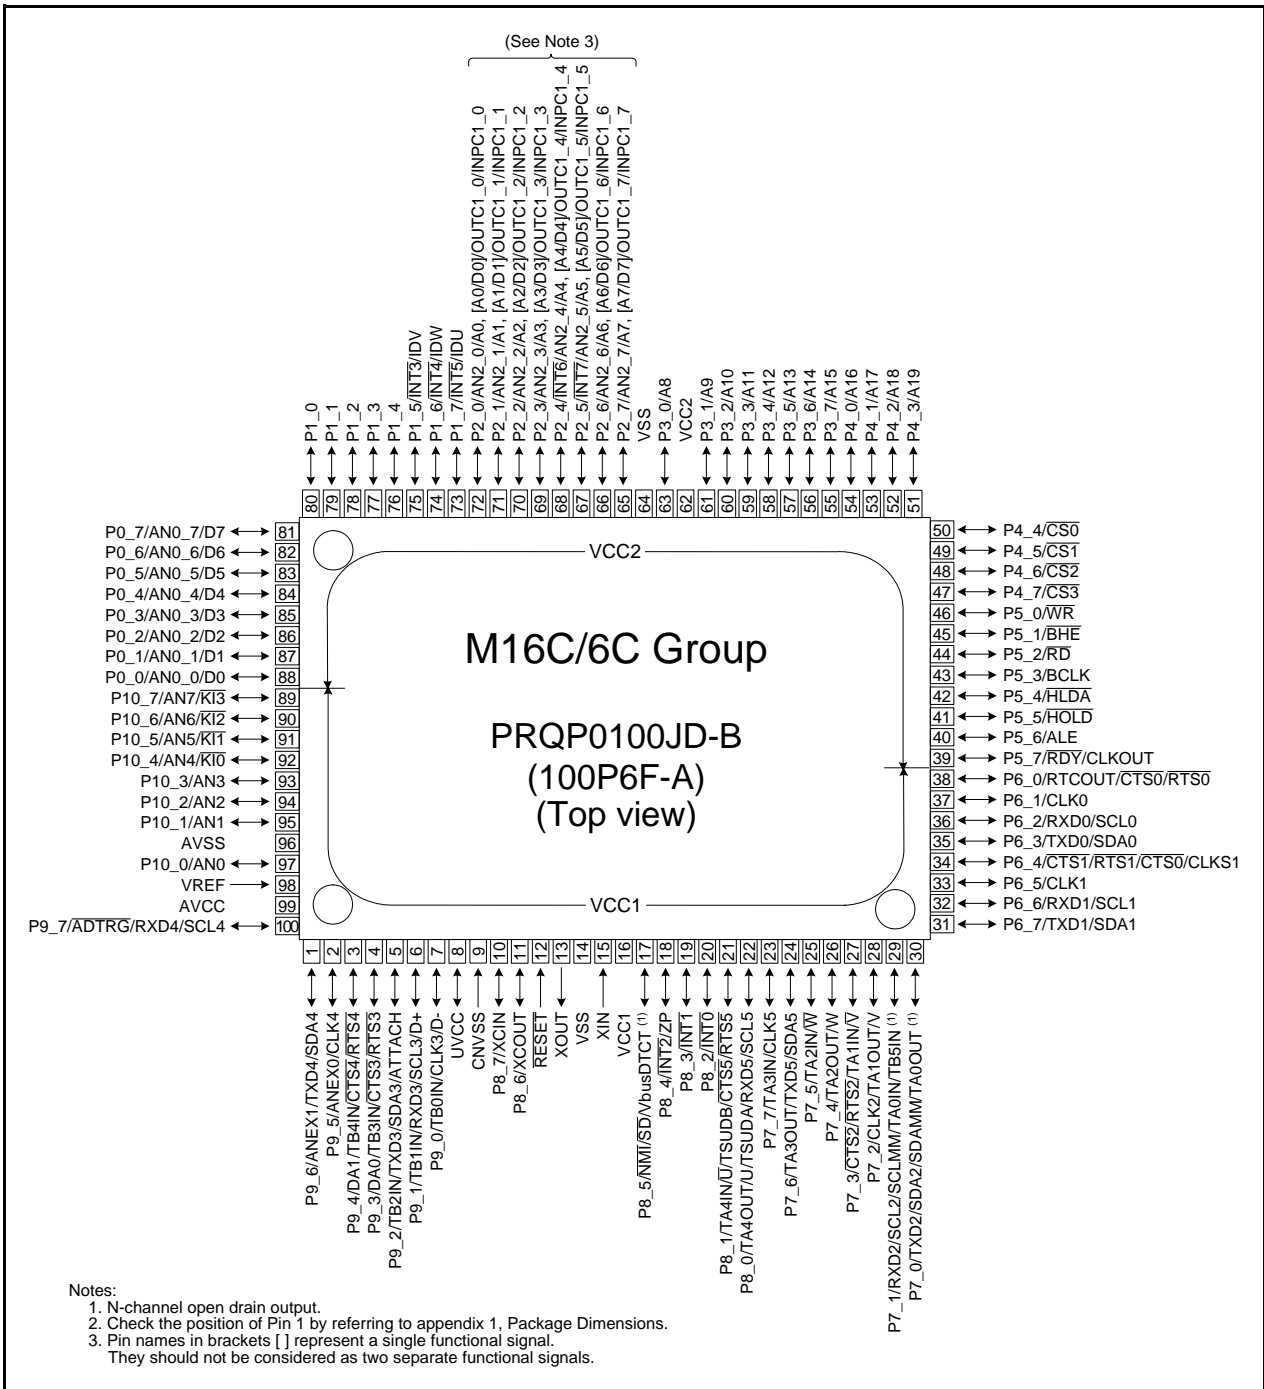 (See Note 3)
P1_0
P1_1
P1_2
P1_3
P1_4
P1_5/INT3/IDV
P1_6/INT4/IDW
P1_7/INT5/IDU
P2_0/AN2_0/A0, [A0/D0]/OUTC1_0/INPC1_0
P2_1/AN2_1/A1, [A1/D1]/OUTC1_1/INPC1_1
P2_2/AN2_2/A2, [A2/D2]/OUTC1_2/INPC1_2
P2_3/AN2_3/A3, [A3/D3]/OUTC1_3/INPC1_3
P2_4/INT6/AN2_4/A4, [A4/D4]/OUTC1_4/INPC1_4
P2_5/INT7/AN2_5/A5, [A5/D5]/OUTC1_5/INPC1_5
P2_6/AN2_6/A6, [A6/D6]/OUTC1_6/INPC1_6
P2_7/AN2_7/A7, [A7/D7]/OUTC1_7/INPC1_7
VSS
P3_0/A8
VCC2
P3_1/A9
P3_2/A10
P3_3/A11
P3_4/A12
P3_5/A13
P3_6/A14
P3_7/A15
P4_0/A16
P4_1/A17
P4_2/A18
P4_3/A19
80 79 78 77 76 75 74 73 72 71 70 69 68 67 66 65 64 63 62 61 60 59 58 57 56 55 54 53 52 51
P0_7/AN0_7/D7 81
P0_6/AN0_6/D6 82
P0_5/AN0_5/D5 83
P0_4/AN0_4/D4 84
P0_3/AN0_3/D3 85
P0_2/AN0_2/D2 86
P0_1/AN0_1/D1 87
P0_0/AN0_0/D0 88
P10_7/AN7/KI3 89
P10_6/AN6/KI2 90
P10_5/AN5/KI1 91
P10_4/AN4/KI0 92
P10_3/AN3 93
P10_2/AN2 94
P10_1/AN1 95
AVSS 96
P10_0/AN0 97
VREF 98
AVCC 99
P9_7/ADTRG/RXD4/SCL4 100
VCC2
M16C/6C Group
PRQP0100JD-B
(100P6F-A)
(Top view)
VCC1
50 P4_4/CS0
49 P4_5/CS1
48 P4_6/CS2
47 P4_7/CS3
46 P5_0/WR
45 P5_1/BHE
44 P5_2/RD
43 P5_3/BCLK
42 P5_4/HLDA
41 P5_5/HOLD
40 P5_6/ALE
39 P5_7/RDY/CLKOUT
38 P6_0/RTCOUT/CTS0/RTS0
37 P6_1/CLK0
36 P6_2/RXD0/SCL0
35 P6_3/TXD0/SDA0
34 P6_4/CTS1/RTS1/CTS0/CLKS1
33 P6_5/CLK1
32 P6_6/RXD1/SCL1
31 P6_7/TXD1/SDA1
1 2 3 4 5 6 7 8 9 10 11 12 13 14 15 16 17 18 19 20 21 22 23 24 25 26 27 28 29 30
P9_6/ANEX1/TXD4/SDA4
P9_5/ANEX0/CLK4
P9_4/DA1/TB4IN/CTS4/RTS4
P9_3/DA0/TB3IN/CTS3/RTS3
P9_2/TB2IN/TXD3/SDA3/ATTACH
P9_1/TB1IN/RXD3/SCL3/D+
P9_0/TB0IN/CLK3/D-
UVCC
CNVSS
P8_7/XCIN
P8_6/XCOUT
RESET
XOUT
VSS
XIN
VCC1
P8_5/NMI/SD/VbusDTCT (1)
P8_4/INT2/ZP
P8_3/INT1
P8_2/INT0
P8_1/TA4IN/U/TSUDB/CTS5/RTS5
P8_0/TA4OUT/U/TSUDA/RXD5/SCL5
P7_7/TA3IN/CLK5
P7_6/TA3OUT/TXD5/SDA5
P7_5/TA2IN/W
P7_4/TA2OUT/W
P7_3/CTS2/RTS2/TA1IN/V
P7_2/CLK2/TA1OUT/V
P7_1/RXD2/SCL2/SCLMM/TA0IN/TB5IN (1)
P7_0/TXD2/SDA2/SDAMM/TA0OUT (1)
Notes:
1. N-channel open drain output.
2. Check the position of Pin 1 by referring to appendix 1, Package Dimensions.
3. Pin names in brackets [ ] represent a single functional signal.
They should not be considered as two separate functional signals.